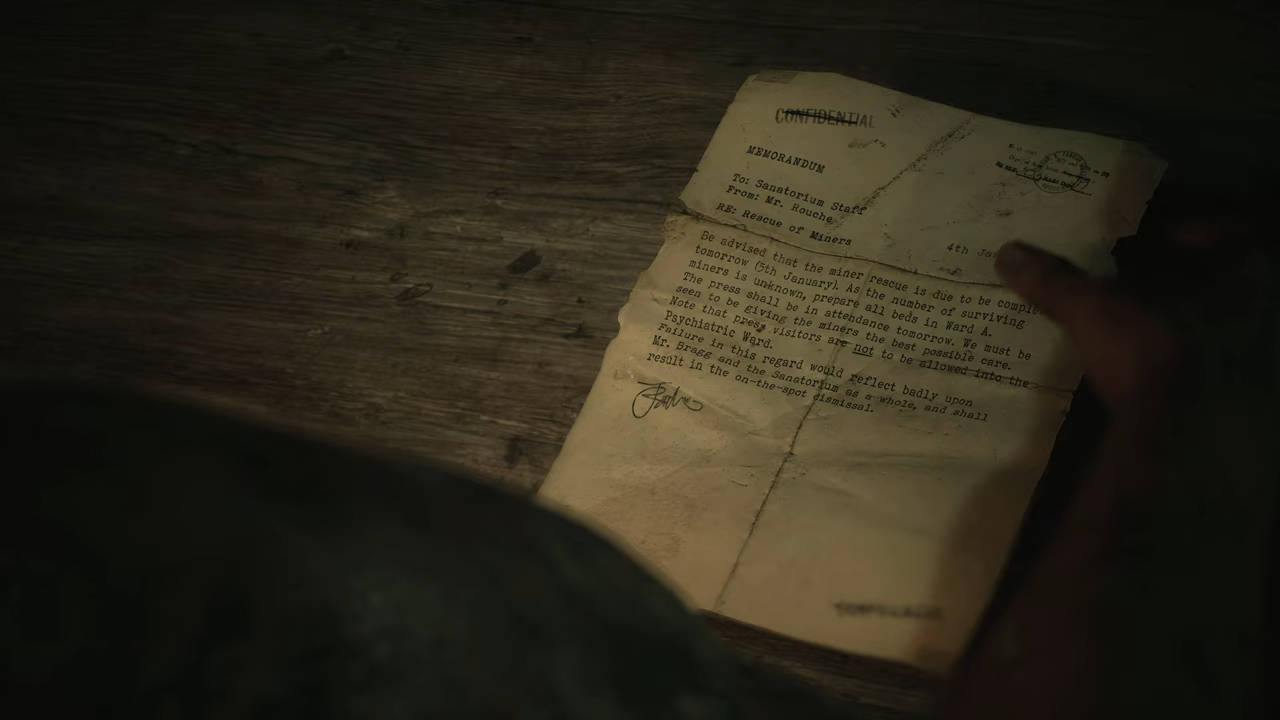 CONFIDENTIAL
MEMORANDUM
To: Sanatorium Staff
From: Mr. Rouche
RE: Rescue of Miners
4th
Be advised that the miner rescue is due to be
tomorrow (5th January). As the number of surviving
miners is unknown, prepare all beds in Ward A.
The press shall be in attendance tomorrow. We must be
seen to be giving the miners the best possible care.
Note that press visitors are not to be allowed into the
Psychiatric Ward.
Failure in this regard would reflect badly upon
Mr. Bragg and the Sanatorium as a whole, and shall
result in the on-the-spot dismissal.